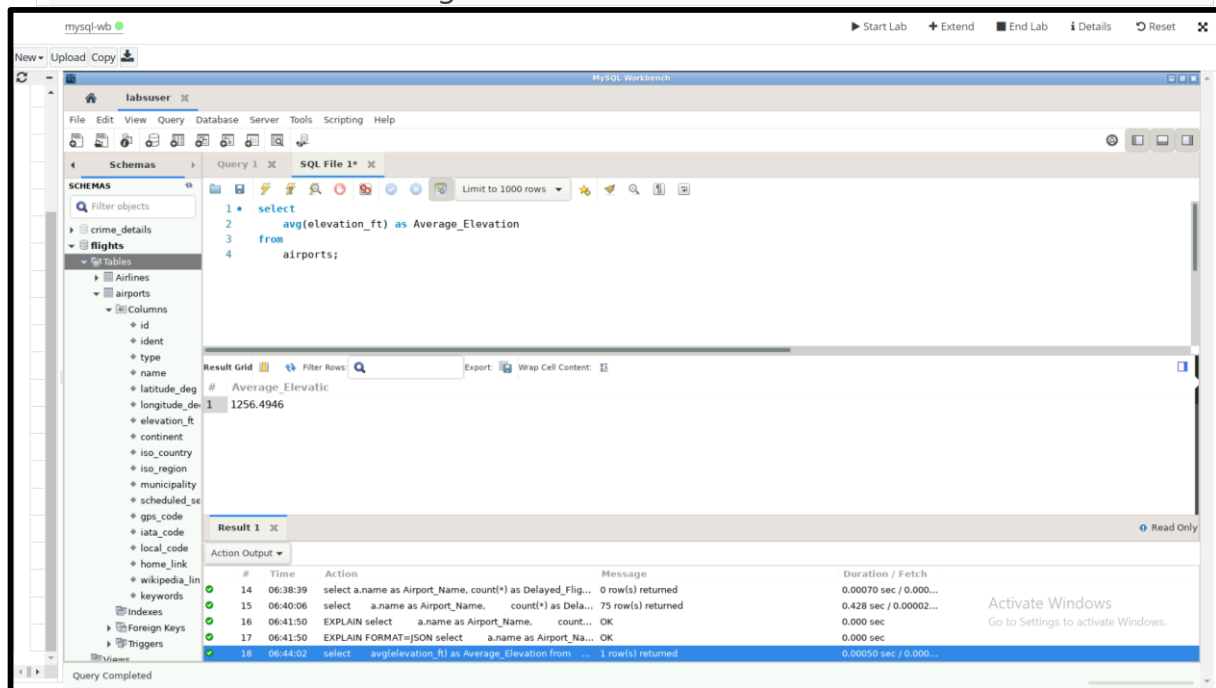 mysql-wb
Start Lab + Extend End Lab i Details Reset
New Upload Copy
MySQL Workbench
labsuser
File Edit View Query Database Server Tools Scripting Help
Schemas
Query 1 SQL File 1*
SCHEMAS
Limit to 1000 rows
Filter objects
1 select
2 avg(elevation_ft) as Average_Elevation
3 from
4 airports;
crime_details
flights
Tables
Airlines
airports
Columns
id
ident
type
name
latitude_deg
longitude_de
elevation_ft
continent
iso_country
iso_region
municipality
scheduled_se
gps_code
iata_code
local_code
home_link
wikipedia_lin
keywords
Indexes
Foreign Keys
Triggers
Views
Result Grid Filter Rows: Export: Wrap Cell Content:
# Average_Elevatic
1 1256.4946
Result 1 Read Only
Action Output
# Time Action Message Duration / Fetch
14 06:38:39 select a.name as Airport_Name, count(*) as Delayed_Flig... 0 row(s) returned 0.00070 sec / 0.000...
15 06:40:06 select a.name as Airport_Name, count(*) as Dela... 75 row(s) returned 0.428 sec / 0.00002...
16 06:41:50 EXPLAIN select a.name as Airport_Name, count... OK 0.000 sec
17 06:41:50 EXPLAIN FORMAT=JSON select a.name as Airport_Na... OK 0.000 sec
18 06:44:02 select avg(elevation_ft) as Average_Elevation from ... 1 row(s) returned 0.00050 sec / 0.000...
Activate Windows
Go to Settings to activate Windows.
Query Completed